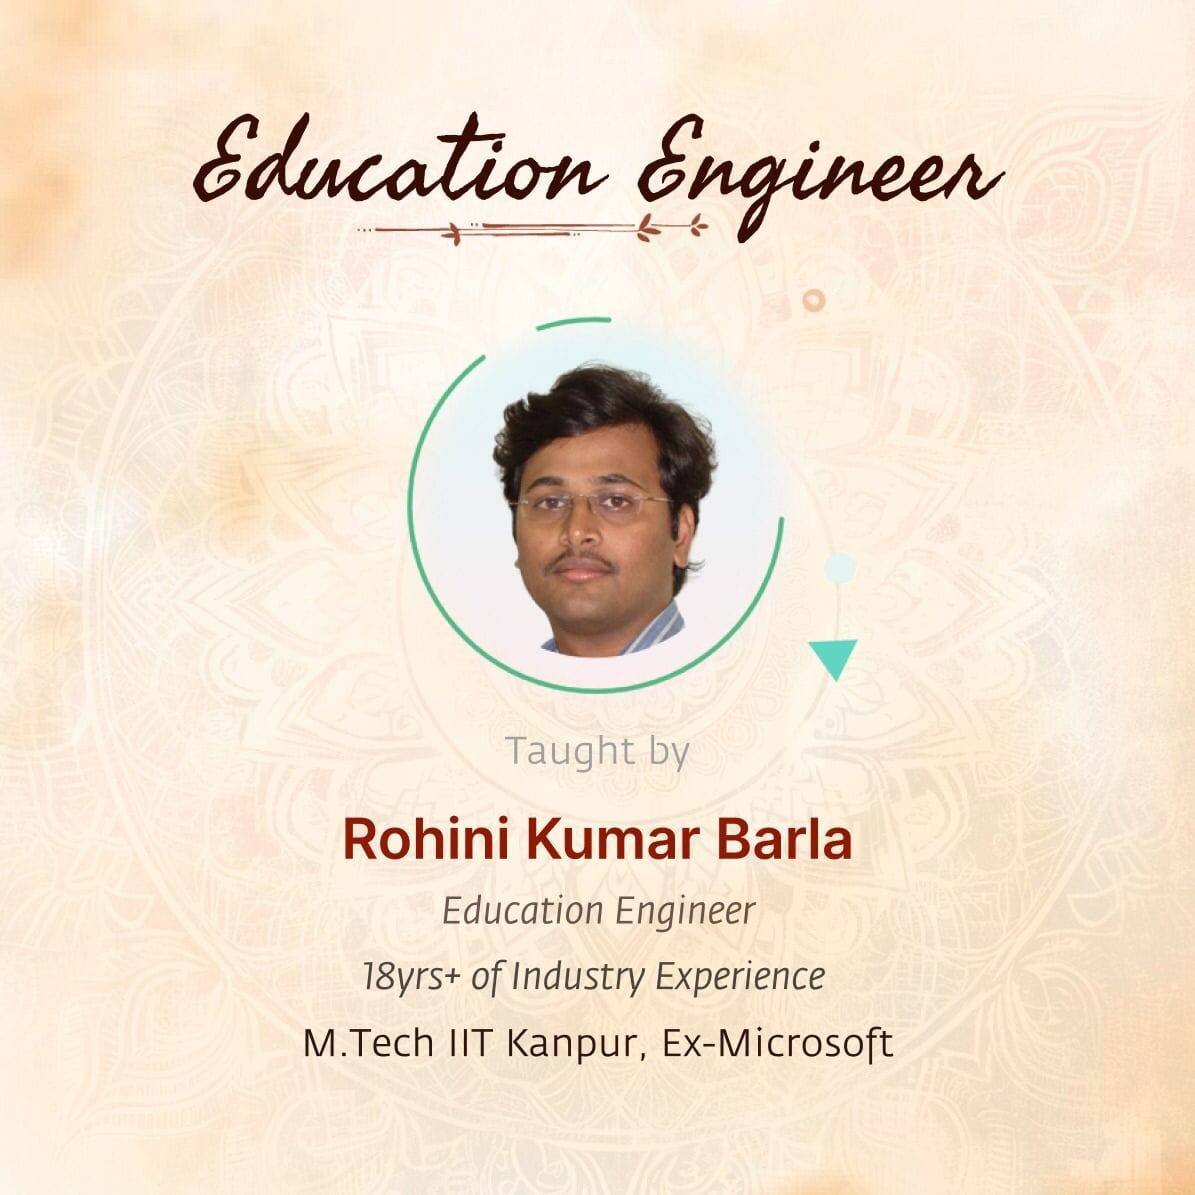 Education Engineer
Taught by
Rohini Kumar Barla
Education Engineer
18yrs+ of Industry Experience
M.Tech IIT Kanpur, Ex-Microsoft